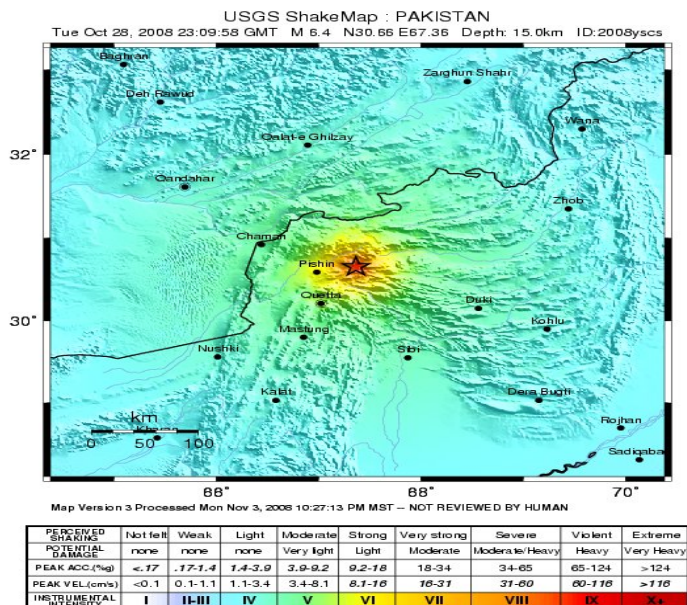 USGS ShakeMap : PAKISTAN
Tue Oct 28, 2008 23:09:58 GMT M 6.4 N30.66 E67.36 Depth: 15.0km ID:2008yscs
Baghran
Zarghun Shahr
Deh Rawud
Wana
Qalat-e Ghilzay
32°
Qandahar
Zhob
Chaman
Pishin
Quetta
Duki
30°
Kohlu
Mastung
Nushki
Sibi
Kalat
Dera Bugti
km
Rojhan
Kharan
0 50 100
Sadiqaba
66° 68° 70°
Map Version 3 Processed Mon Nov 3, 2008 10:27:13 PM MST -- NOT REVIEWED BY HUMAN
PERCEIVED SHAKING Not felt Weak Light Moderate Strong Very strong Severe Violent Extreme
POTENTIAL DAMAGE none none none Very light Light Moderate Moderate/Heavy Heavy Very Heavy
PEAK ACC.(%g) <.17 .17-1.4 1.4-3.9 3.9-9.2 9.2-18 18-34 34-65 65-124 >124
PEAK VEL.(cm/s) <0.1 0.1-1.1 1.1-3.4 3.4-8.1 8.1-16 16-31 31-60 60-116 >116
INSTRUMENTAL INTENSITY I II-III IV V VI VII VIII IX X+